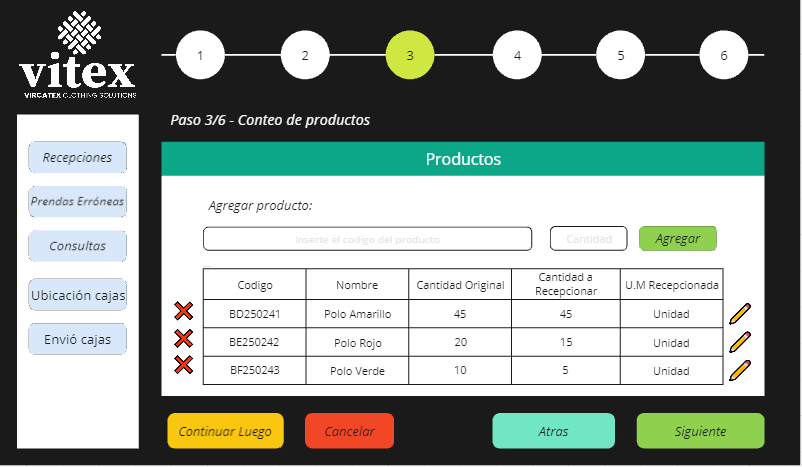 vitex
VIRCATEX CLOTHING SOLUTIONS
1 2 3 4 5 6
Paso 3/6 - Conteo de productos
Recepciones
Prendas Erróneas
Consultas
Ubicación cajas
Envió cajas
Productos
Agregar producto:
Inserte el codigo del producto Cantidad Agregar
Codigo Nombre Cantidad Original Cantidad a Recepcionar U.M Recepcionada
BD250241 Polo Amarillo 45 45 Unidad
BE250242 Polo Rojo 20 15 Unidad
BF250243 Polo Verde 10 5 Unidad
Continuar Luego Cancelar Atras Siguiente